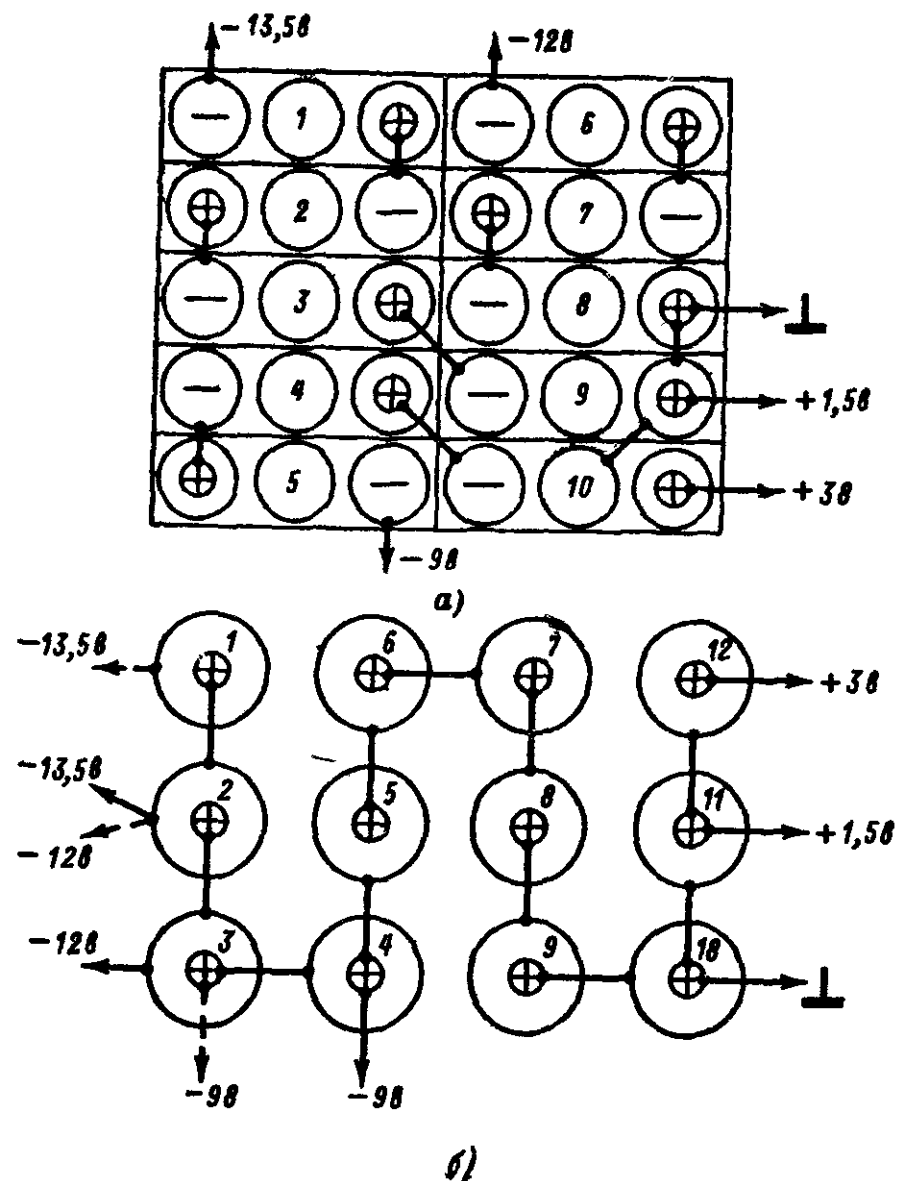 −13,5в −12в
− 1 ⊕ − 6 ⊕
⊕ 2 − ⊕ 7 −
− 3 ⊕ − 8 ⊕ ⊥
− 4 ⊕ − 9 ⊕ +1,5в
⊕ 5 − − 10 ⊕ +3в
−9в
а)
−13,5в 1 6 7 12 +3в
−13,5в 2 5 8 11 +1,5в
−12в
−12в 3 4 9 18 ⊥
−9в −9в
б)